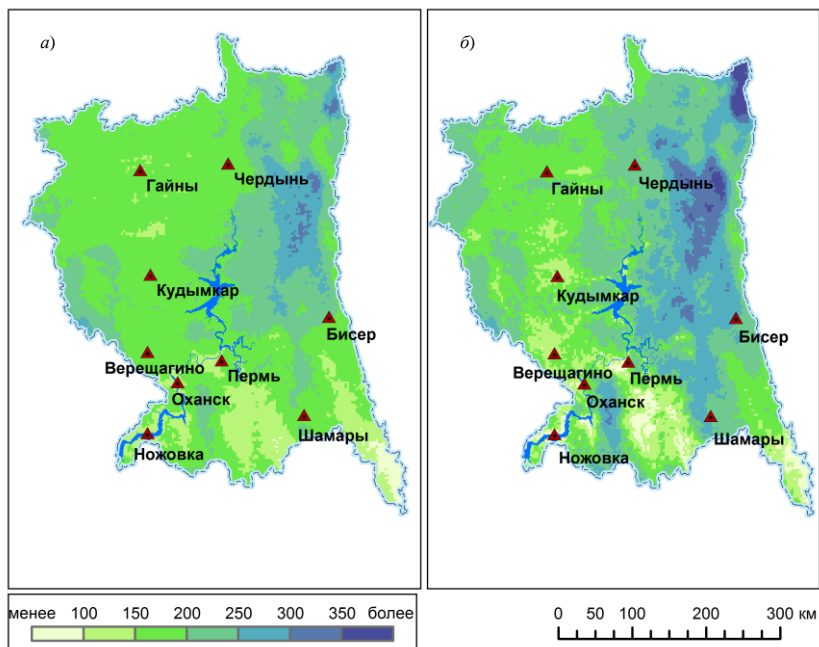 а)
Гайны
Чердынь
Кудымкар
Бисер
Верещагино
Пермь
Оханск
Шамары
Ножовка
б)
Гайны
Чердынь
Кудымкар
Бисер
Верещагино
Пермь
Оханск
Шамары
Ножовка
менее 100 150 200 250 300 350 более
0 50 100 200 300 км